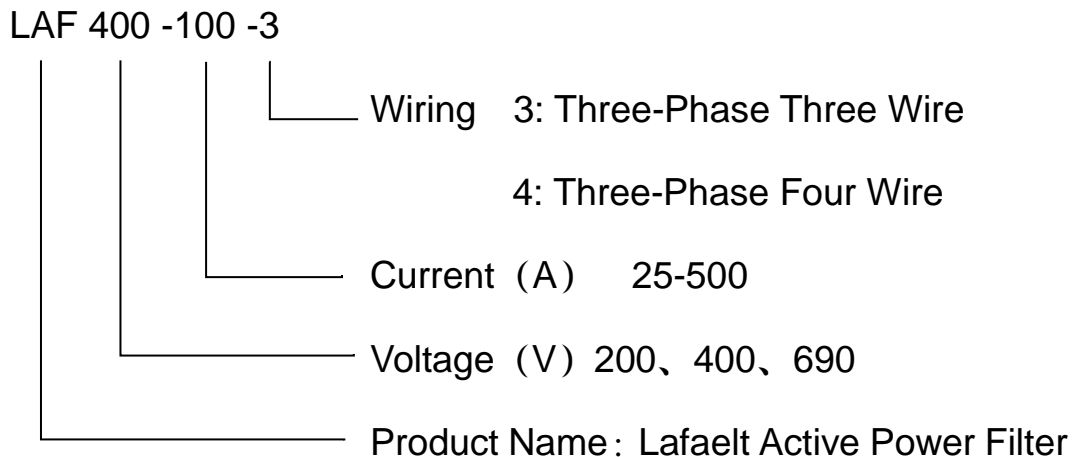 LAF 400 -100 -3
Wiring 3: Three-Phase Three Wire
4: Three-Phase Four Wire
Current（A） 25-500
Voltage（V）200、400、690
Product Name：Lafaelt Active Power Filter